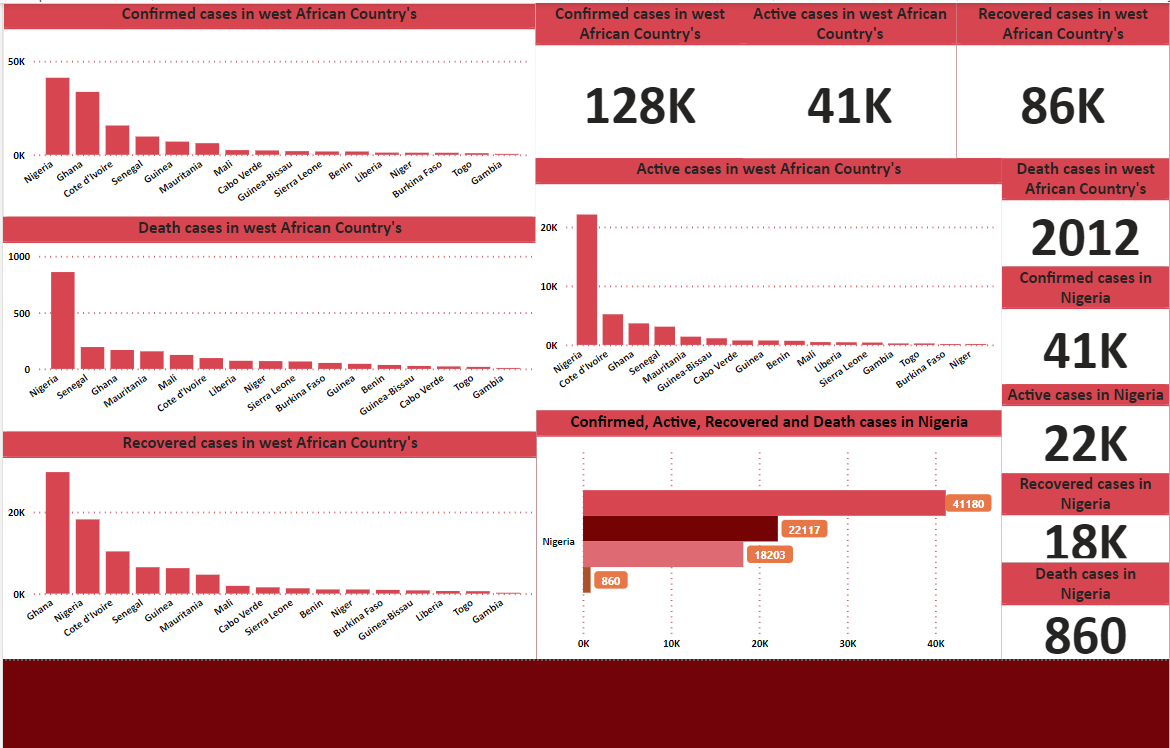 Confirmed cases in west African Country's
50K
0K
Nigeria
Ghana
Cote d'Ivoire
Senegal
Guinea
Mauritania
Mali
Cabo Verde
Guinea-Bissau
Sierra Leone
Benin
Liberia
Niger
Burkina Faso
Togo
Gambia
Death cases in west African Country's
1000
500
0
Nigeria
Senegal
Ghana
Mauritania
Mali
Cote d'Ivoire
Liberia
Niger
Sierra Leone
Burkina Faso
Guinea
Benin
Guinea-Bissau
Cabo Verde
Togo
Gambia
Recovered cases in west African Country's
20K
0K
Ghana
Nigeria
Cote d'Ivoire
Senegal
Guinea
Mauritania
Mali
Cabo Verde
Sierra Leone
Benin
Niger
Burkina Faso
Guinea-Bissau
Liberia
Togo
Gambia
Confirmed cases in west
African Country's
128K
Active cases in west African
Country's
41K
Recovered cases in west
African Country's
86K
Active cases in west African Country's
20K
10K
0K
Nigeria
Cote d'Ivoire
Ghana
Senegal
Mauritania
Guinea-Bissau
Cabo Verde
Guinea
Benin
Mali
Liberia
Sierra Leone
Gambia
Togo
Burkina Faso
Niger
Confirmed, Active, Recovered and Death cases in Nigeria
Nigeria
41180
22117
18203
860
0K
10K
20K
30K
40K
Death cases in west
African Country's
2012
Confirmed cases in
Nigeria
41K
Active cases in Nigeria
22K
Recovered cases in
Nigeria
18K
Death cases in
Nigeria
860